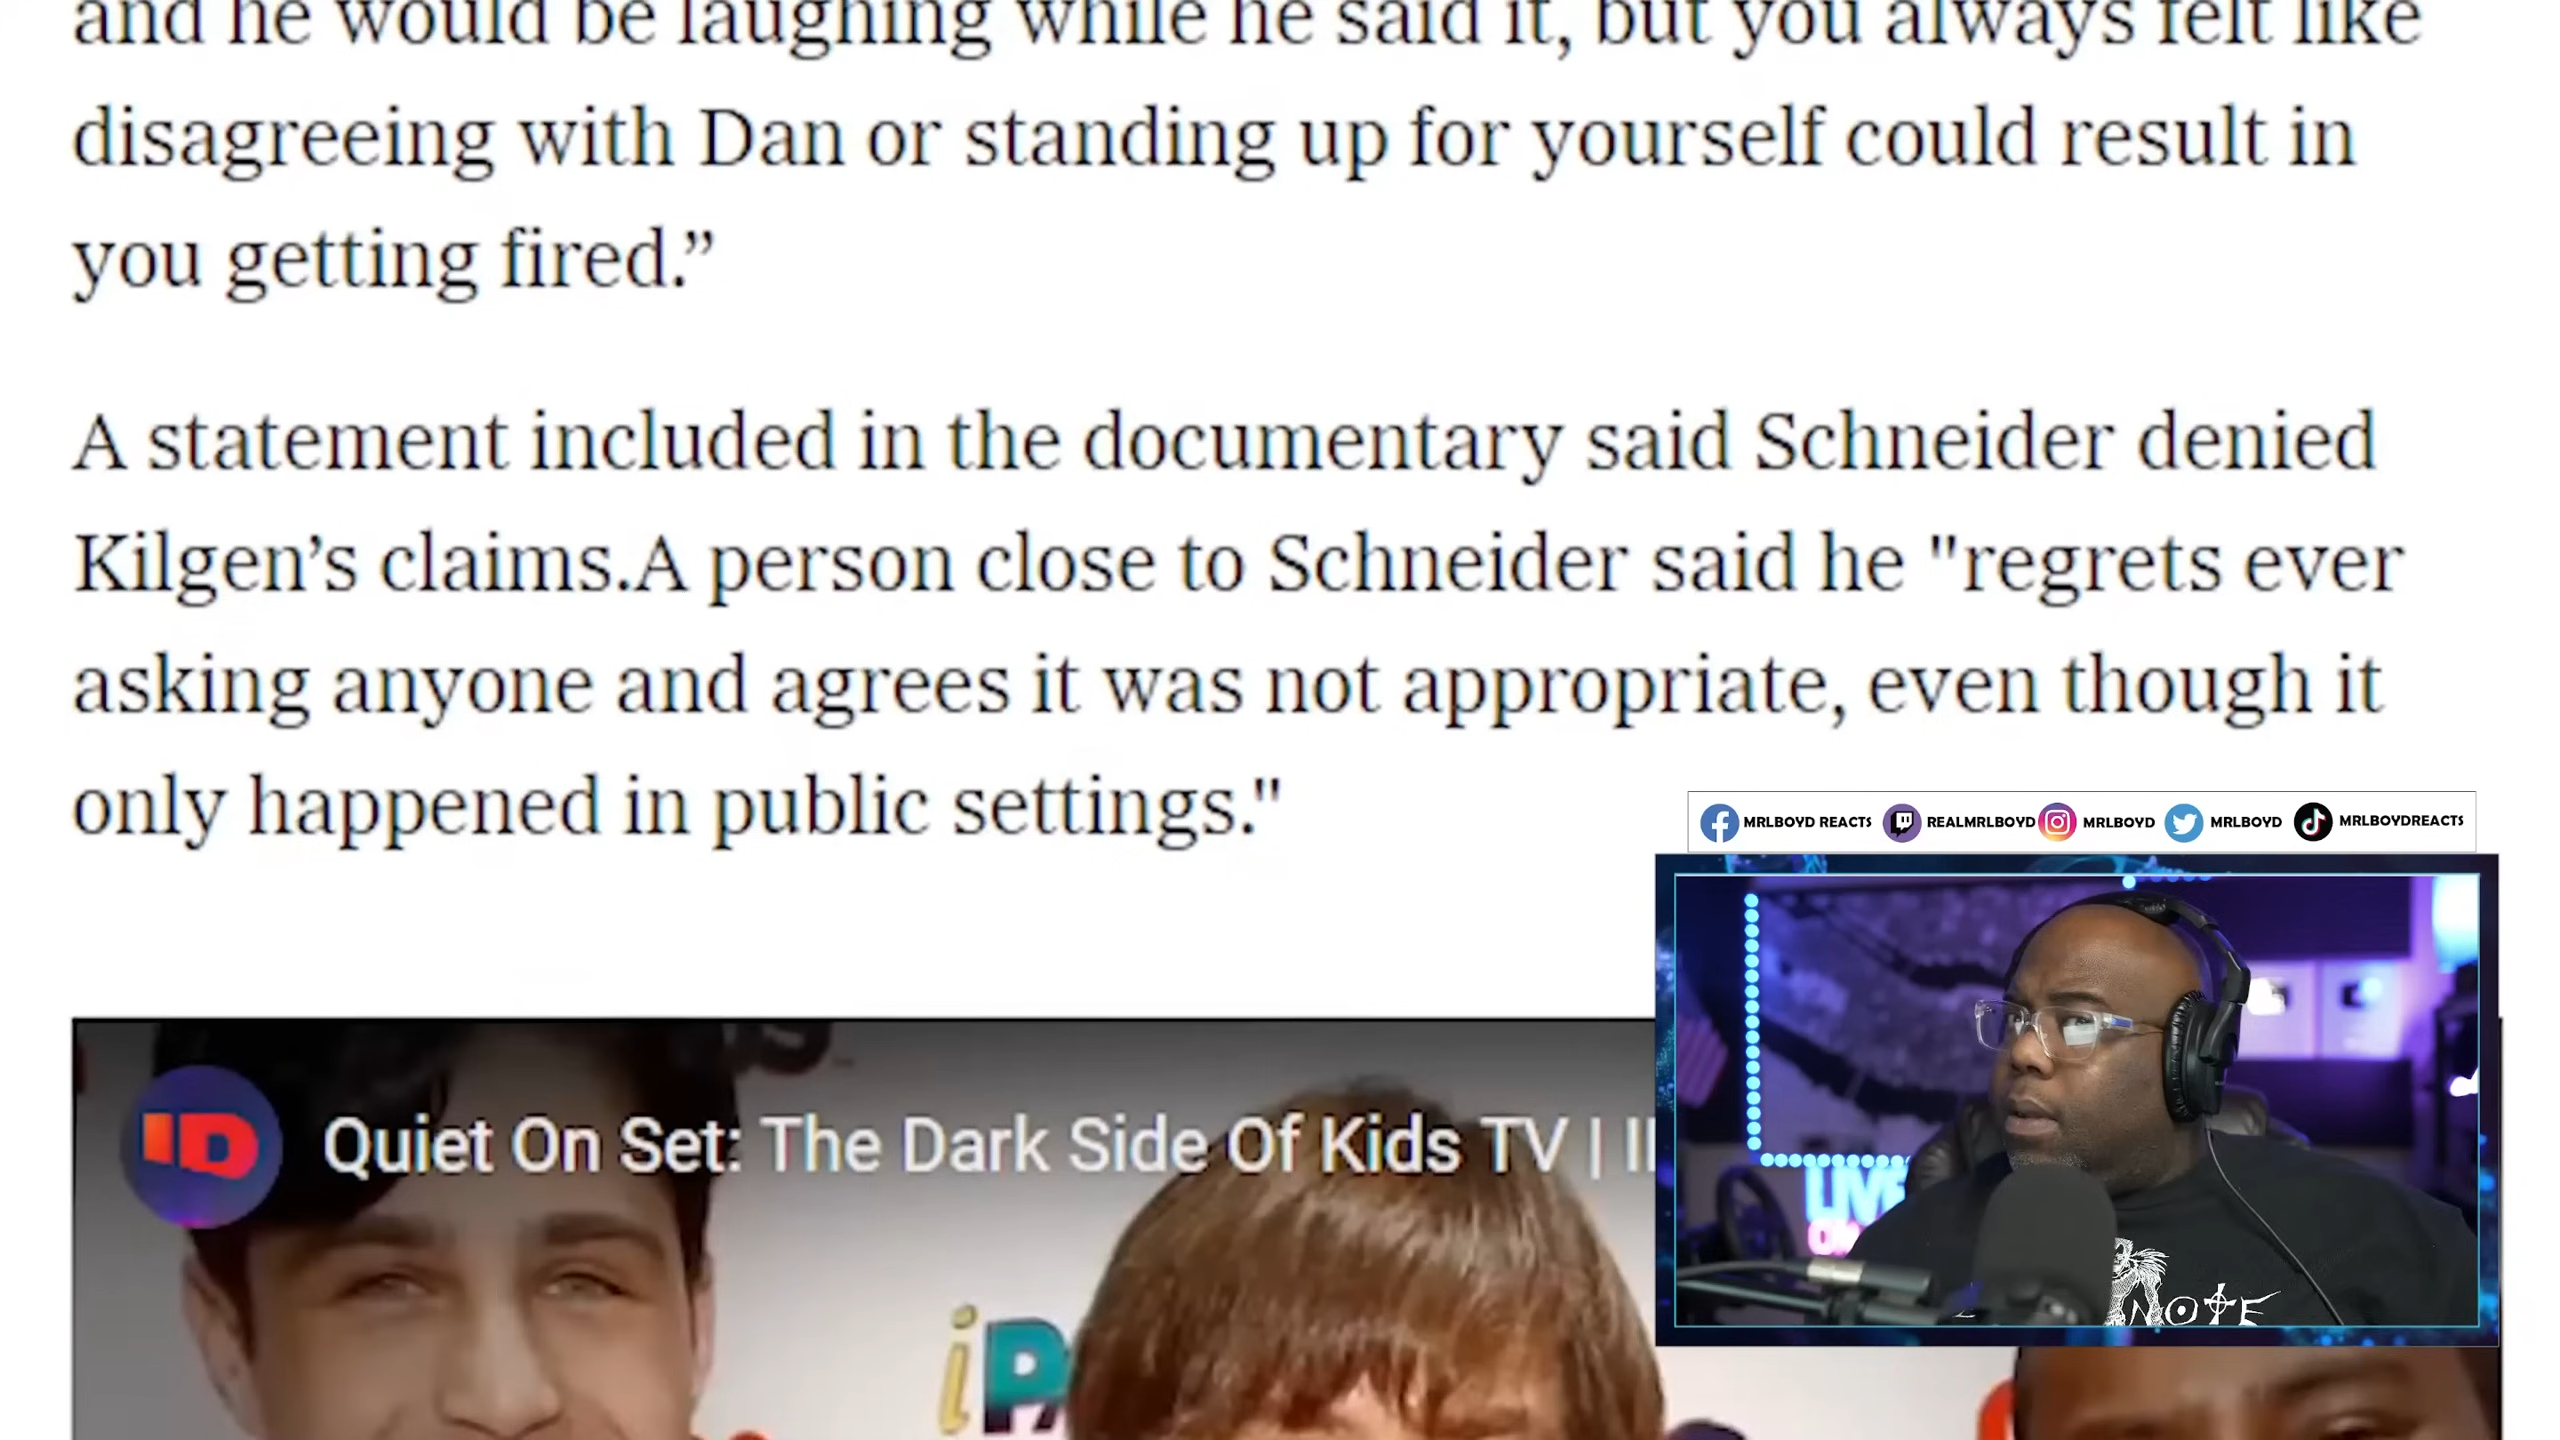 and he would be laughing while he said it, but you always felt like
disagreeing with Dan or standing up for yourself could result in
you getting fired.”
A statement included in the documentary said Schneider denied
Kilgen’s claims.A person close to Schneider said he "regrets ever
asking anyone and agrees it was not appropriate, even though it
only happened in public settings."
MRLBOYD REACTS REALMRLBOYD MRLBOYD MRLBOYD MRLBOYDREACTS
ID Quiet On Set: The Dark Side Of Kids TV |
LIVE
NOTE
iPA